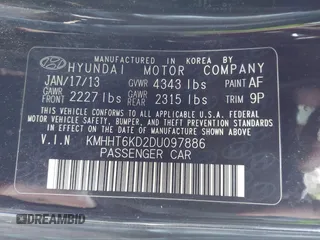 MANUFACTURED IN KOREA BY
HYUNDAI MOTOR COMPANY
JAN/17/13 GVWR 4343 lbs PAINT AF
GAWR FRONT 2227 lbs GAWR REAR 2315 lbs TRIM 9P
THIS VEHICLE CONFORMS TO ALL APPLICABLE U.S. FEDERAL MOTOR VEHICLE SAFETY, BUMPER, AND THEFT PREVENTION STANDARDS IN EFFECT ON THE DATE OF MANUFACTURE SHOWN ABOVE.
V.I.N KMHHT6KD2DU097886
PASSENGER CAR
DREAMBID